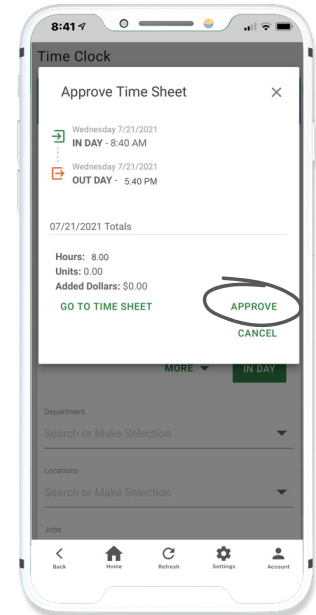 8:41
Time Clock
Approve Time Sheet
Wednesday 7/21/2021
IN DAY - 8:40 AM
Wednesday 7/21/2021
OUT DAY - 5:40 PM
07/21/2021 Totals
Hours: 8.00
Units: 0.00
Added Dollars: $0.00
GO TO TIME SHEET APPROVE
CANCEL
MORE IN DAY
Department
Search or Make Selection
Locations
Search or Make Selection
Jobs
Back Home Refresh Settings Account